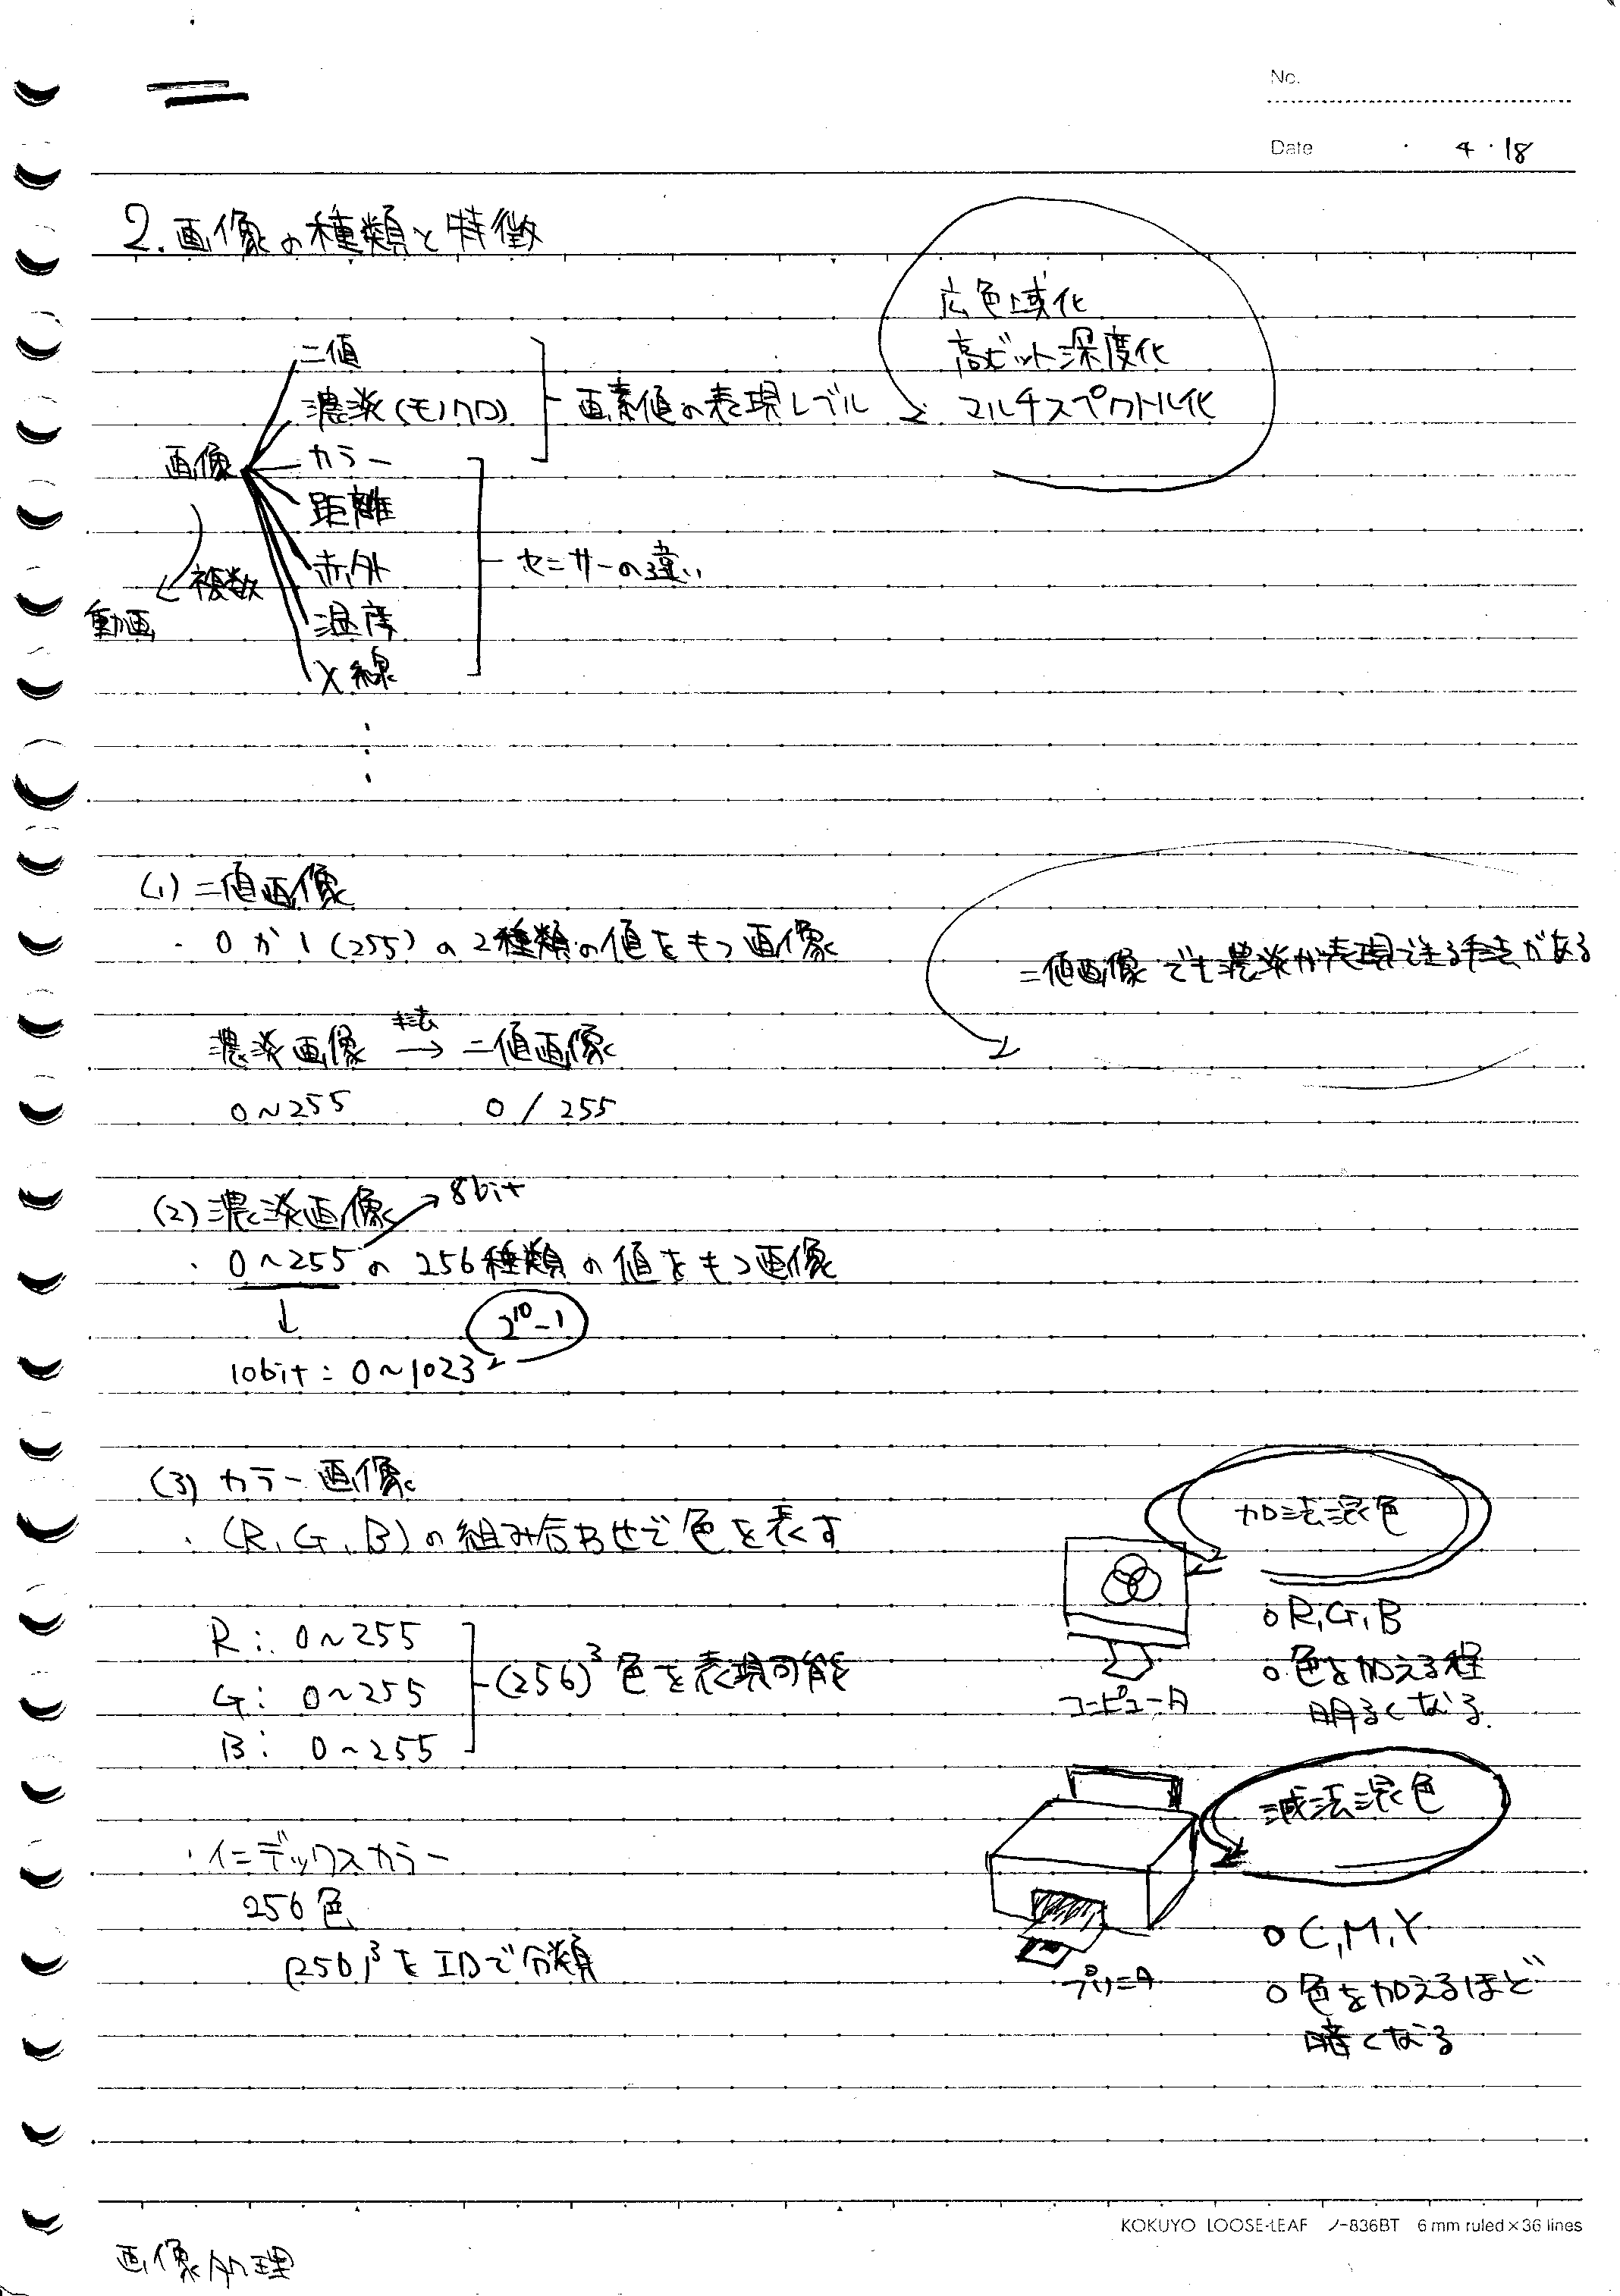 No.
Date ・ 4・18
2.画像の種類と特徴
広色域化
高ビット深度化
マルチスペクトル化
二値
濃淡(モノクロ)
画素値の表現レベル
画像
カラー
距離
赤外
温度
X線
センサーの違い
複数
動画
(1)二値画像
・0か1(255)の2種類の値をもつ画像
二値画像でも濃淡が表現できる手法がある
濃淡画像 手法→ 二値画像
0~255 0/255
(2)濃淡画像
→8bit
・0~255の256種類の値をもつ画像
↓
2^10-1
10bit:0~1023
(3)カラー画像
・(R,G,B)の組み合わせで色を表す
R:0~255
G:0~255
B:0~255
(256)^3色を表現可能
・インデックスカラー
256色
(256)^3をIDで分類
加法混色
コンピュータ
○R,G,B
○色を加える程
明るくなる.
減法混色
プリンタ
○C,M,Y
○色を加えるほど
暗くなる
KOKUYO LOOSE-LEAF ノ-836BT 6 mm ruled×36 lines
画像処理